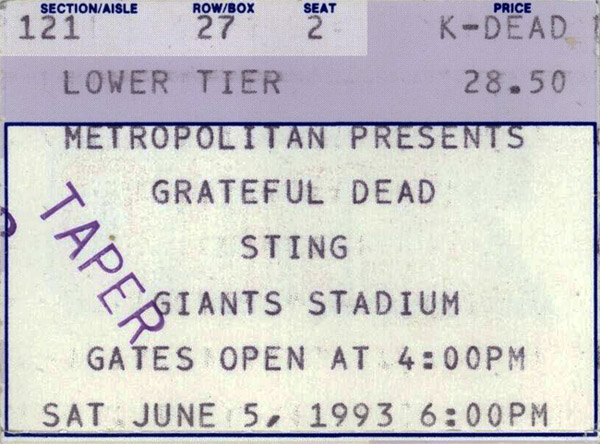 SECTION/AISLE ROW/BOX SEAT PRICE
121 27 2 K-DEAD
LOWER TIER 28.50
METROPOLITAN PRESENTS
GRATEFUL DEAD
STING
TAPER
GIANTS STADIUM
GATES OPEN AT 4:00PM
SAT JUNE 5, 1993 6:00PM